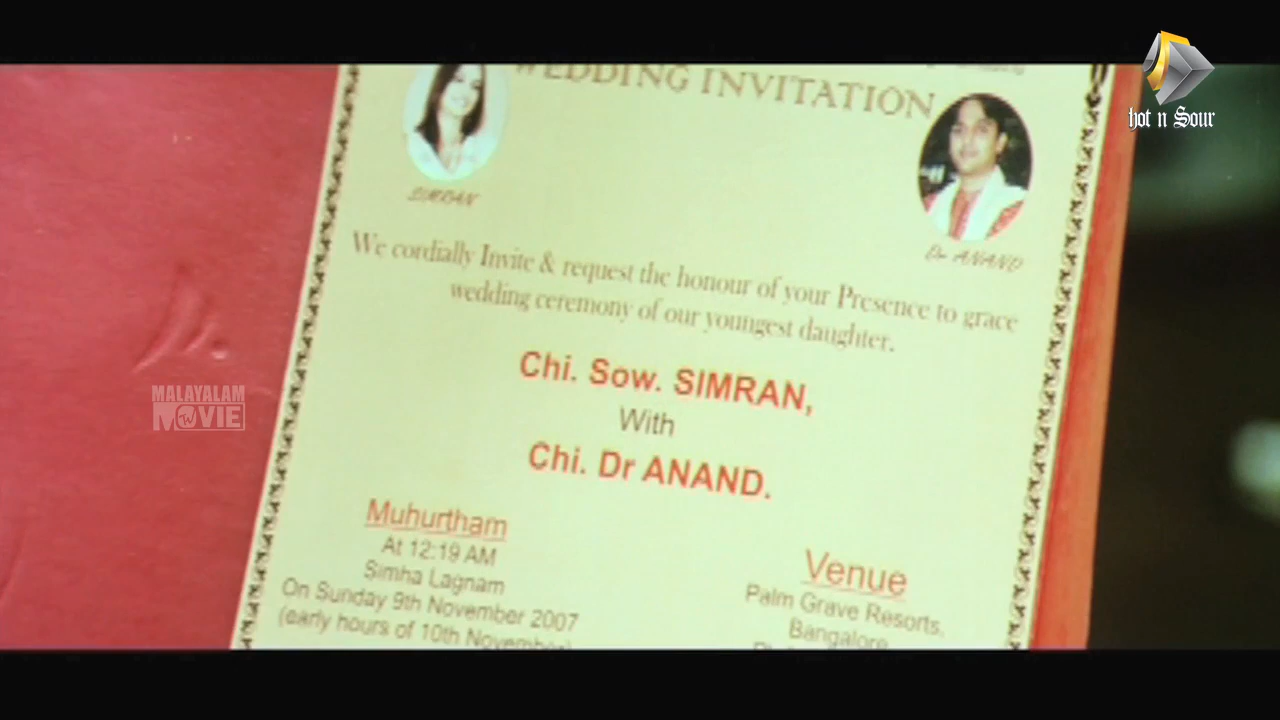 hot n Sour
WEDDING INVITATION
SIMRAN
Dr ANAND
We cordially Invite & request the honour of your Presence to grace
wedding ceremony of our youngest daughter.
Chi. Sow. SIMRAN,
With
Chi. Dr ANAND.
MALAYALAM
MOVIE
Muhurtham
At 12:19 AM
Simha Lagnam
On Sunday 9th November 2007
(early hours of 10th November)
Venue
Palm Grave Resorts,
Bangalore